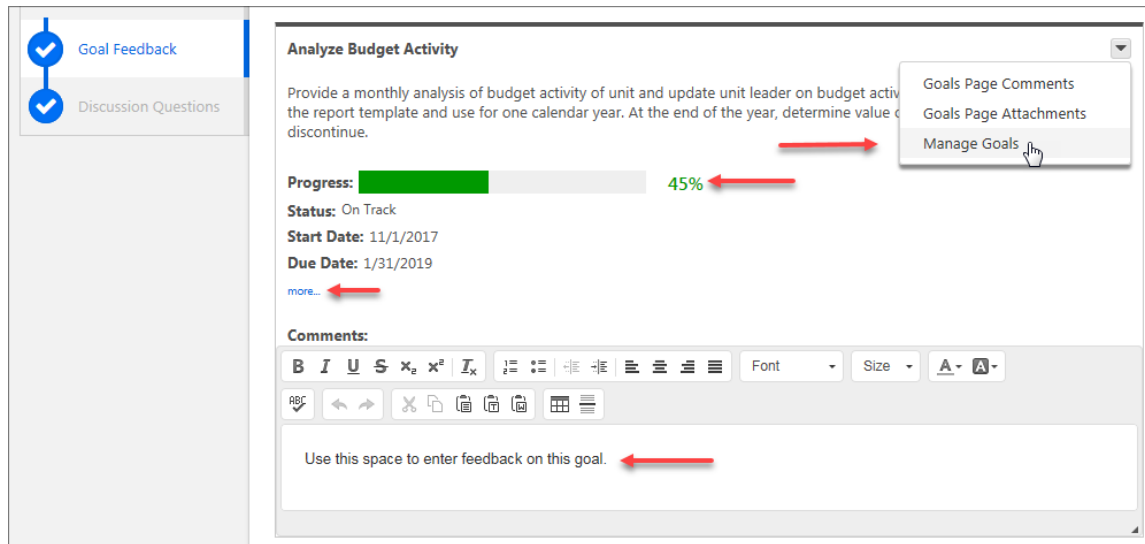 Goal Feedback
Discussion Questions
Analyze Budget Activity
Provide a monthly analysis of budget activity of unit and update unit leader on budget activ
the report template and use for one calendar year. At the end of the year, determine value
discontinue.
Goals Page Comments
Goals Page Attachments
Manage Goals
Progress: 45%
Status: On Track
Start Date: 11/1/2017
Due Date: 1/31/2019
more...
Comments:
B I U S x₂ x² Ix Font Size A A
ABC
Use this space to enter feedback on this goal.